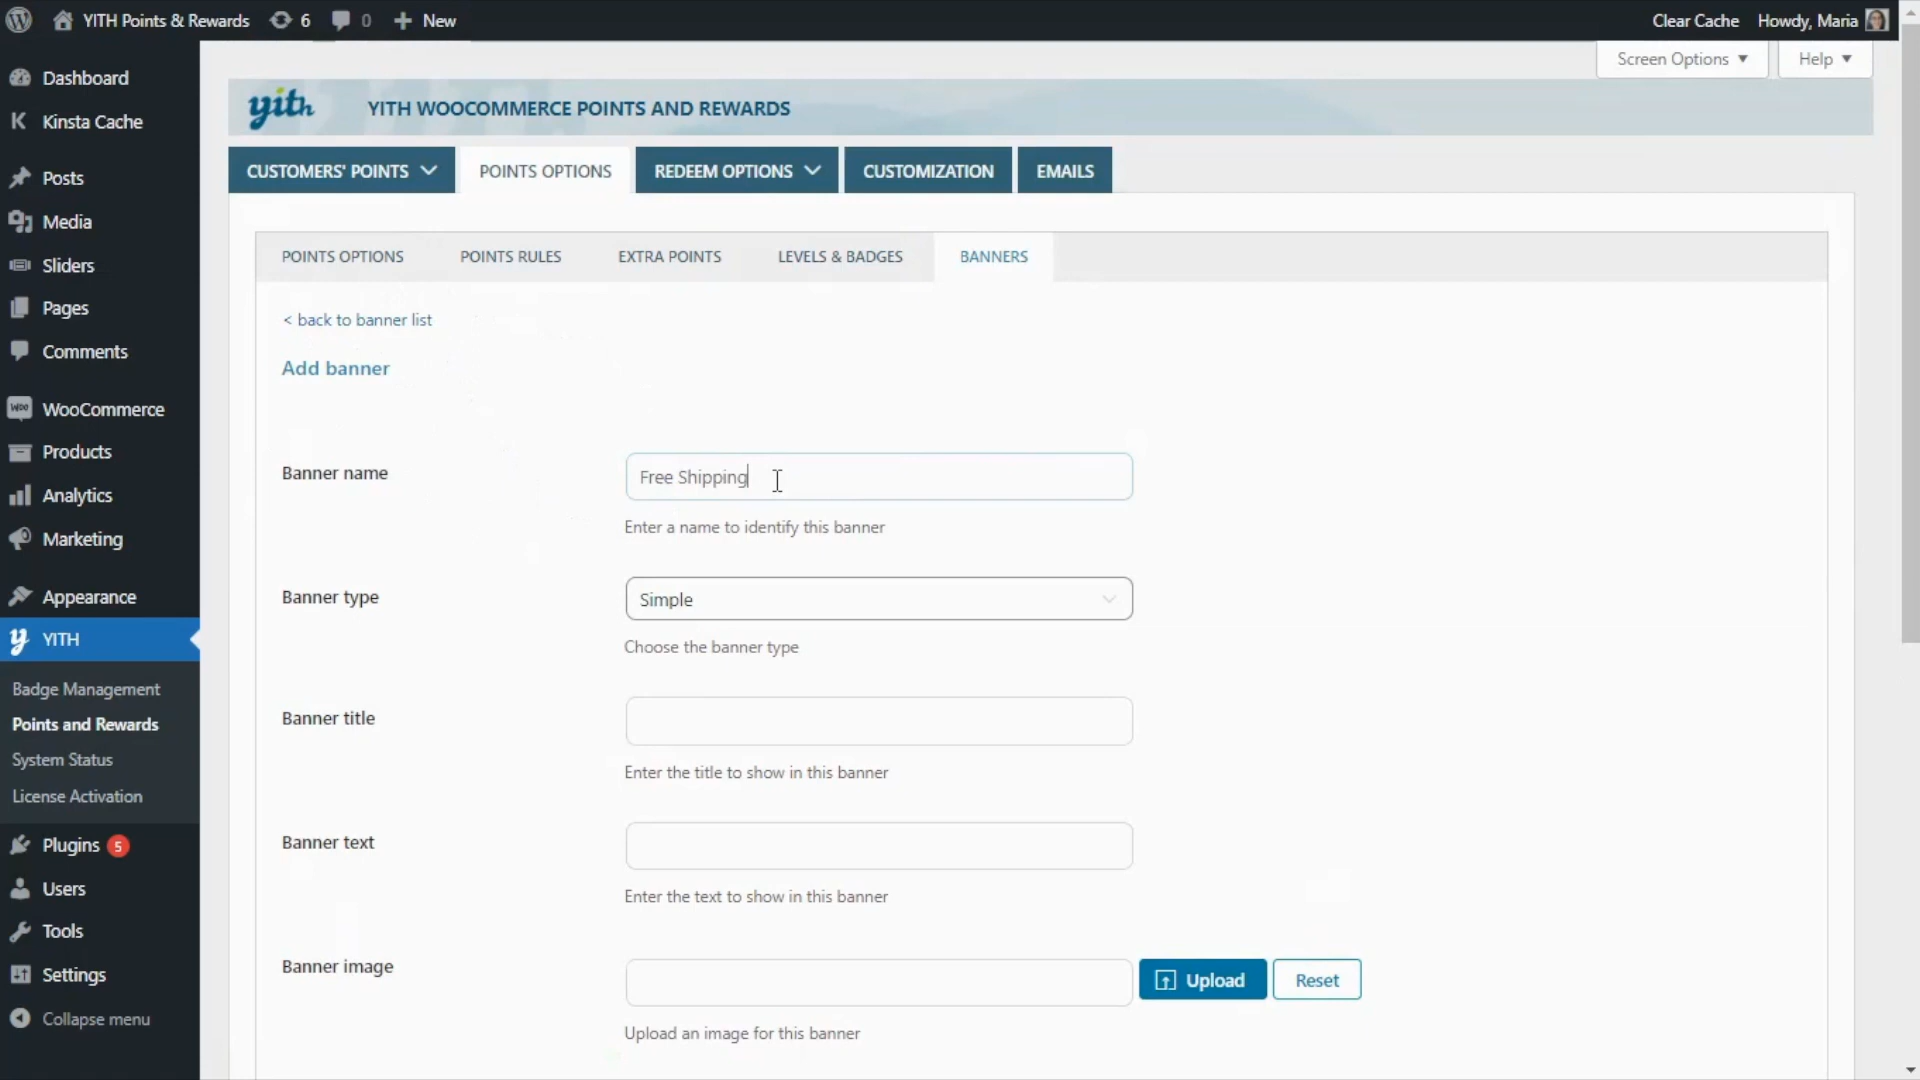 YITH Points & Rewards
6
0
New
Clear Cache
Howdy, Maria
Screen Options
Help
Dashboard
Kinsta Cache
Posts
Media
Sliders
Pages
Comments
WooCommerce
Products
Analytics
Marketing
Appearance
YITH
Badge Management
Points and Rewards
System Status
License Activation
Plugins 5
Users
Tools
Settings
Collapse menu
yith
YITH WOOCOMMERCE POINTS AND REWARDS
CUSTOMERS' POINTS
POINTS OPTIONS
REDEEM OPTIONS
CUSTOMIZATION
EMAILS
POINTS OPTIONS
POINTS RULES
EXTRA POINTS
LEVELS & BADGES
BANNERS
< back to banner list
Add banner
Banner name
Free Shipping
Enter a name to identify this banner
Banner type
Simple
Choose the banner type
Banner title
Enter the title to show in this banner
Banner text
Enter the text to show in this banner
Banner image
Upload
Reset
Upload an image for this banner